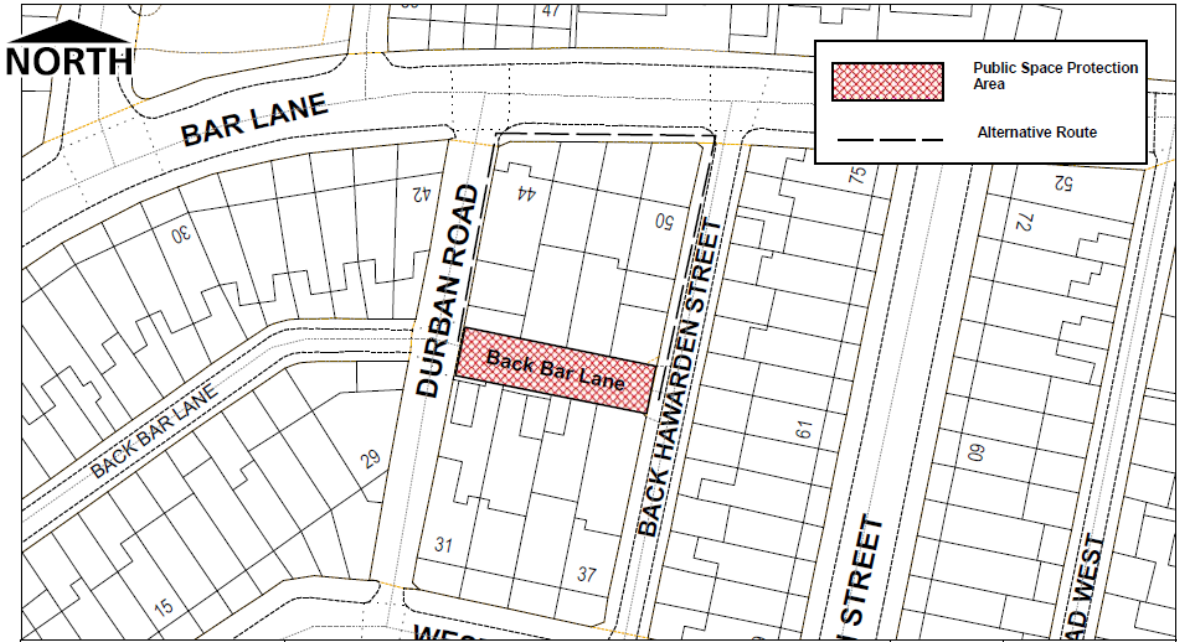 47
NORTH
Public Space Protection
Area
Alternative Route
BAR LANE
42
44
50
30
75
52
72
DURBAN ROAD
BACK HAWARDEN STREET
Back Bar Lane
BACK BAR LANE
29
61
60
31
37
15
STREET
AD WEST